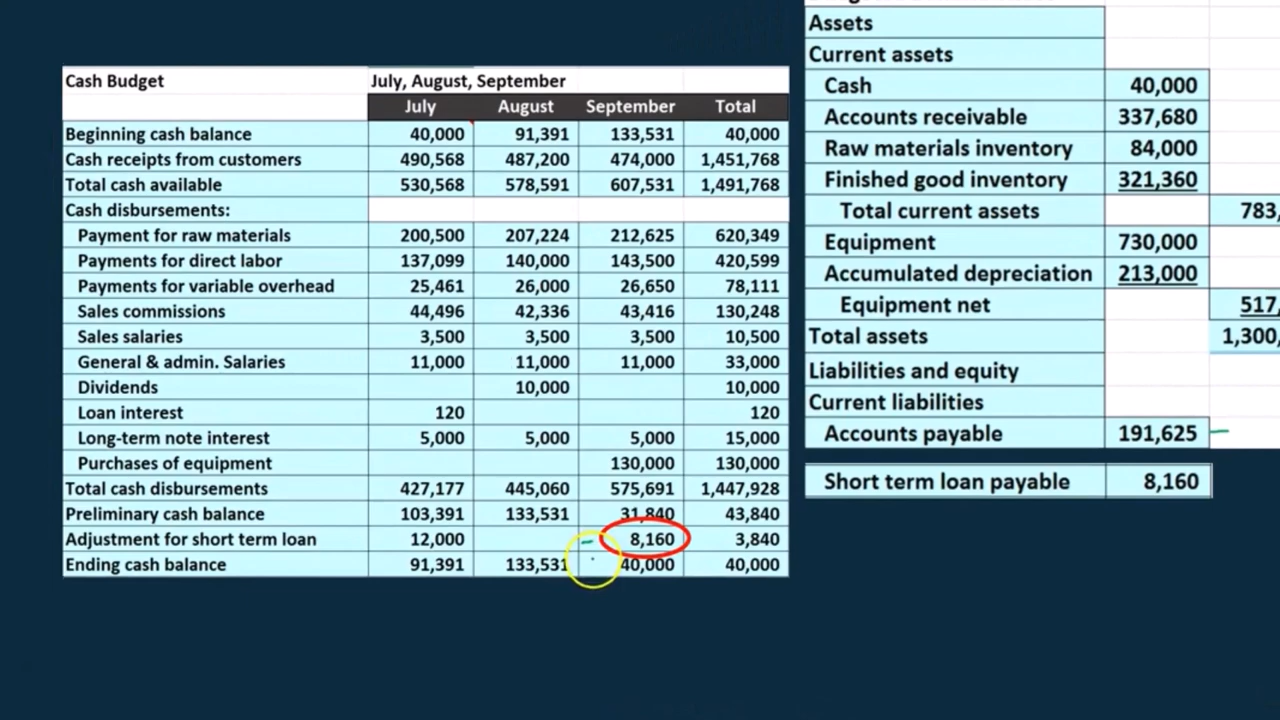 Cash Budget July, August, September
July August September Total
Beginning cash balance 40,000 91,391 133,531 40,000
Cash receipts from customers 490,568 487,200 474,000 1,451,768
Total cash available 530,568 578,591 607,531 1,491,768
Cash disbursements:
Payment for raw materials 200,500 207,224 212,625 620,349
Payments for direct labor 137,099 140,000 143,500 420,599
Payments for variable overhead 25,461 26,000 26,650 78,111
Sales commissions 44,496 42,336 43,416 130,248
Sales salaries 3,500 3,500 3,500 10,500
General & admin. Salaries 11,000 11,000 11,000 33,000
Dividends 10,000 10,000
Loan interest 120 120
Long-term note interest 5,000 5,000 5,000 15,000
Purchases of equipment 130,000 130,000
Total cash disbursements 427,177 445,060 575,691 1,447,928
Preliminary cash balance 103,391 133,531 31,840 43,840
Adjustment for short term loan 12,000 8,160 3,840
Ending cash balance 91,391 133,531 40,000 40,000
Assets
Current assets
Cash 40,000
Accounts receivable 337,680
Raw materials inventory 84,000
Finished good inventory 321,360
Total current assets 783,
Equipment 730,000
Accumulated depreciation 213,000
Equipment net 517,
Total assets 1,300,
Liabilities and equity
Current liabilities
Accounts payable 191,625
Short term loan payable 8,160